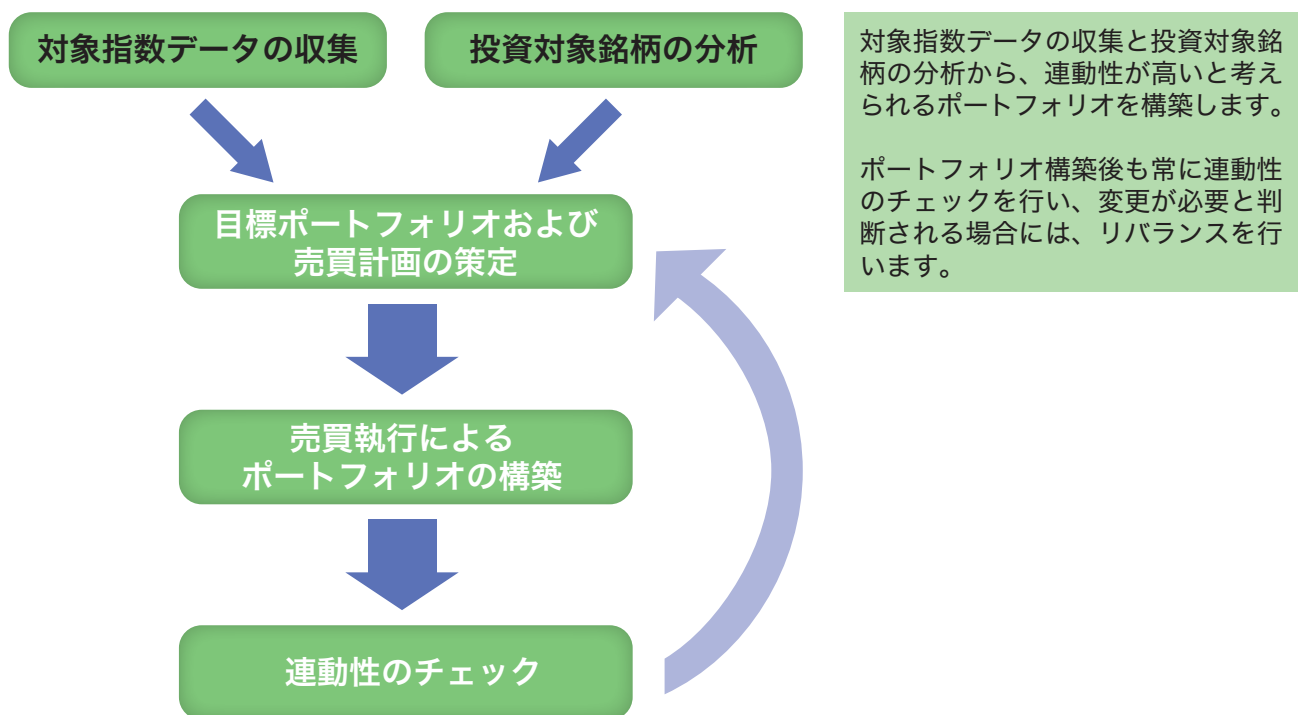 対象指数データの収集
投資対象銘柄の分析
対象指数データの収集と投資対象銘
柄の分析から、連動性が高いと考え
られるポートフォリオを構築します。
ポートフォリオ構築後も常に連動性
のチェックを行い、変更が必要と判
断される場合には、リバランスを行
います。
目標ポートフォリオおよび
売買計画の策定
売買執行による
ポートフォリオの構築
連動性のチェック